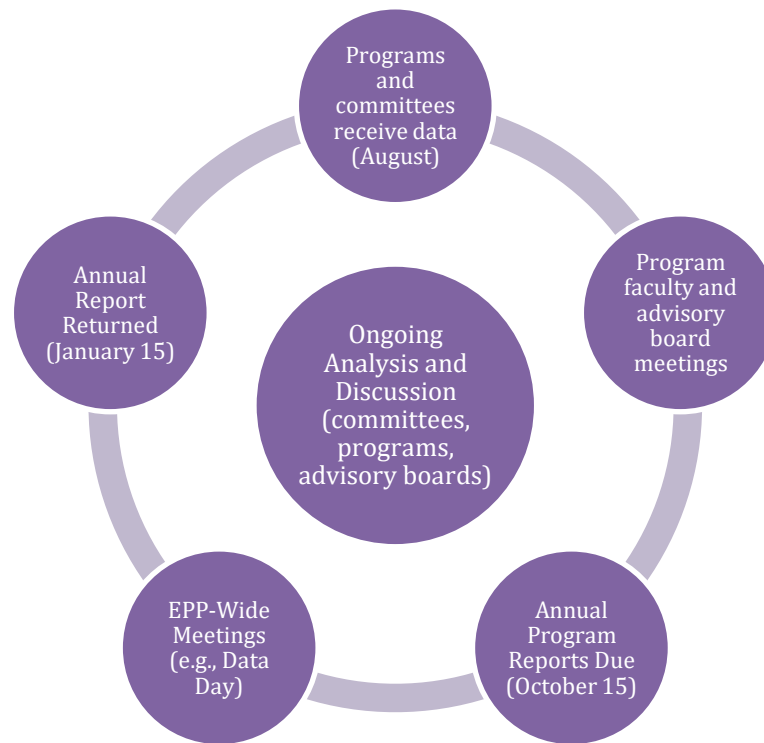 Programs
and
committees
receive data
(August)
Program
faculty and
advisory
board
meetings
Annual
Program
Reports Due
(October 15)
EPP-Wide
Meetings
(e.g., Data
Day)
Annual
Report
Returned
(January 15)
Ongoing
Analysis and
Discussion
(committees,
programs,
advisory boards)